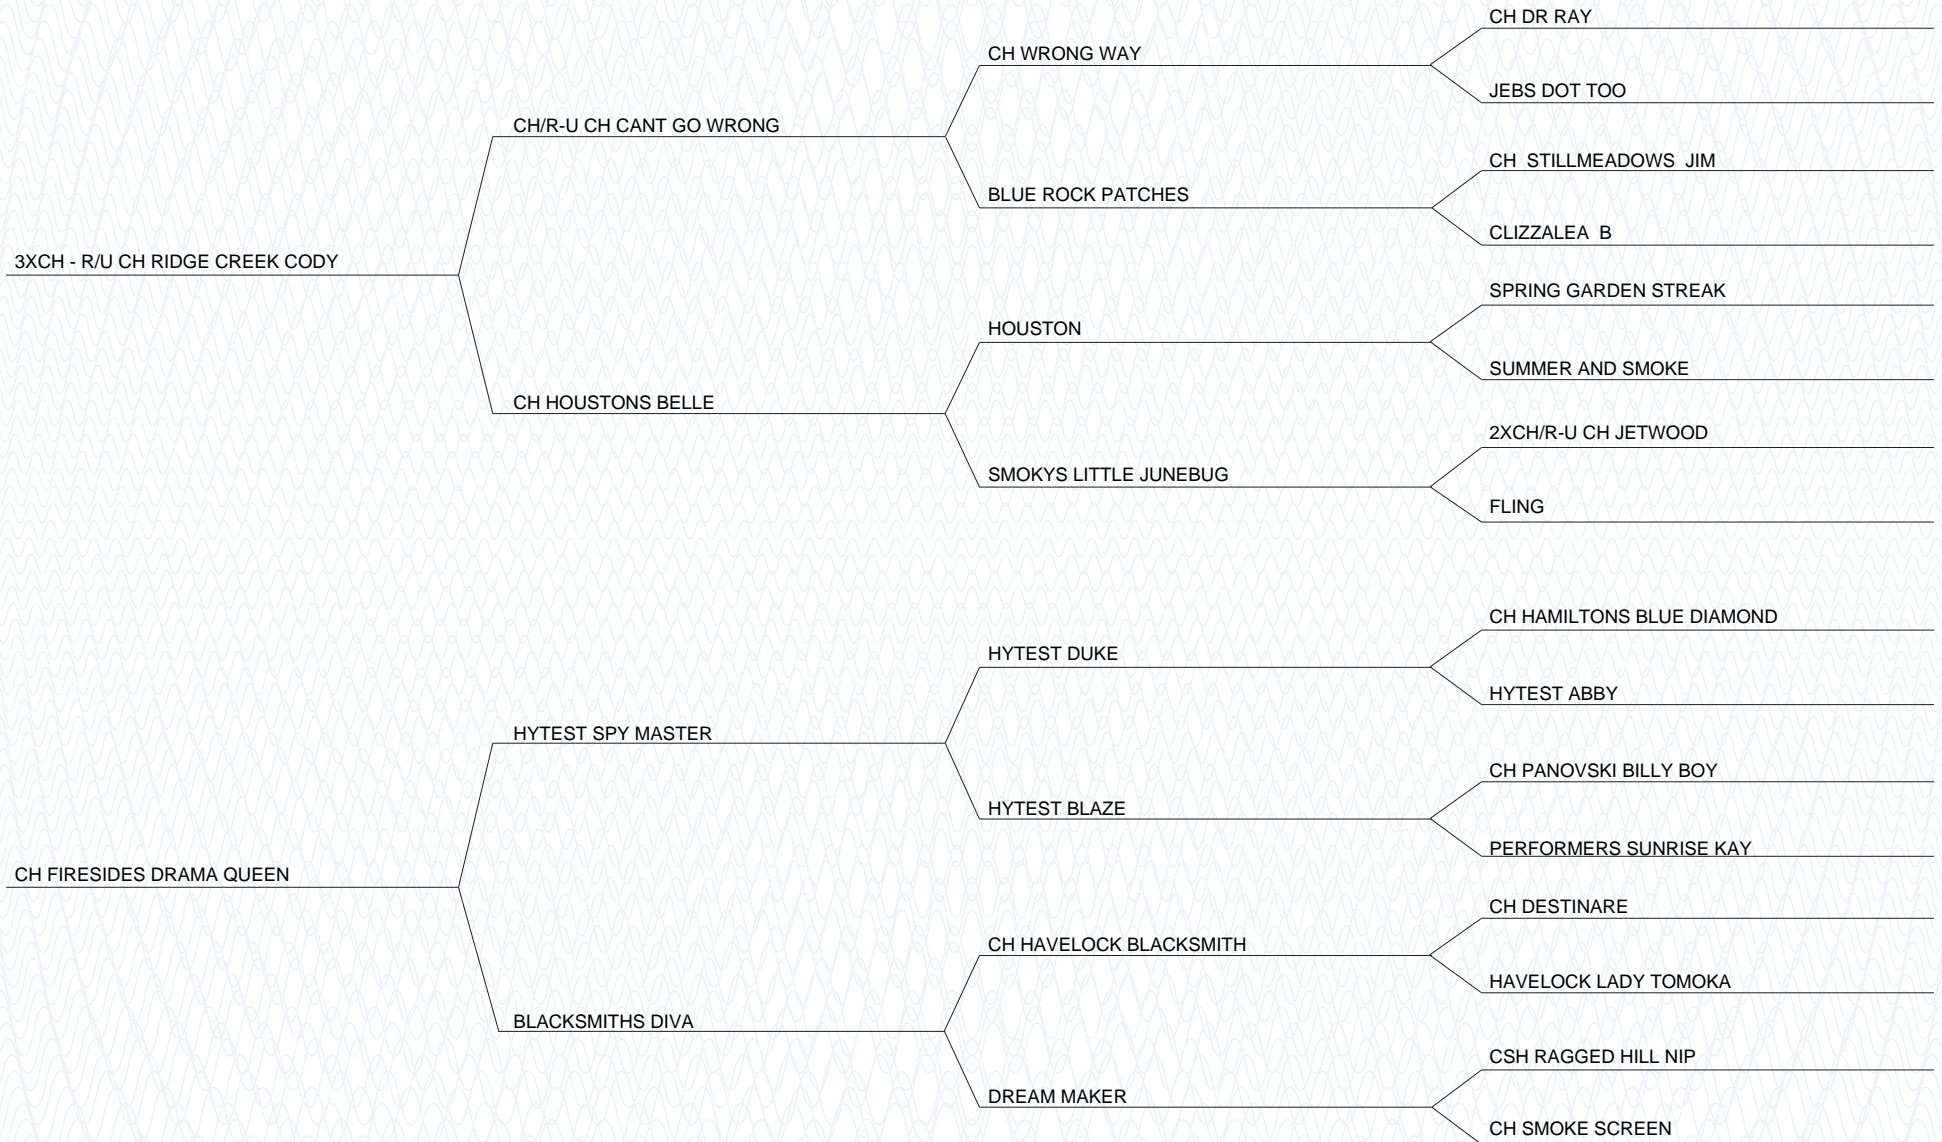 CH DR RAY
CH WRONG WAY
JEBS DOT TOO
CH/R-U CH CANT GO WRONG
CH  STILLMEADOWS  JIM
BLUE ROCK PATCHES
CLIZZALEA  B
3XCH - R/U CH RIDGE CREEK CODY
SPRING GARDEN STREAK
HOUSTON
SUMMER AND SMOKE
CH HOUSTONS BELLE
2XCH/R-U CH JETWOOD
SMOKYS LITTLE JUNEBUG
FLING
CH HAMILTONS BLUE DIAMOND
HYTEST DUKE
HYTEST ABBY
HYTEST SPY MASTER
CH PANOVSKI BILLY BOY
HYTEST BLAZE
PERFORMERS SUNRISE KAY
CH FIRESIDES DRAMA QUEEN
CH DESTINARE
CH HAVELOCK BLACKSMITH
HAVELOCK LADY TOMOKA
BLACKSMITHS DIVA
CSH RAGGED HILL NIP
DREAM MAKER
CH SMOKE SCREEN